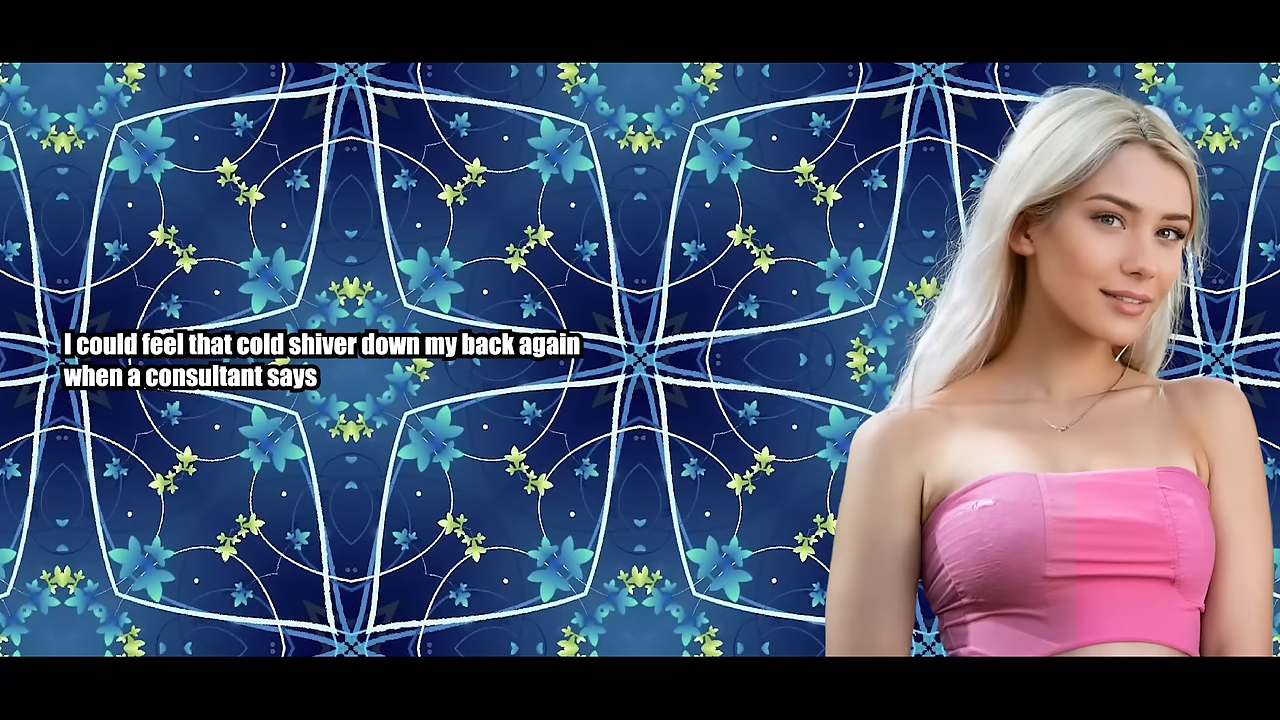 I could feel that cold shiver down my back again
when a consultant says